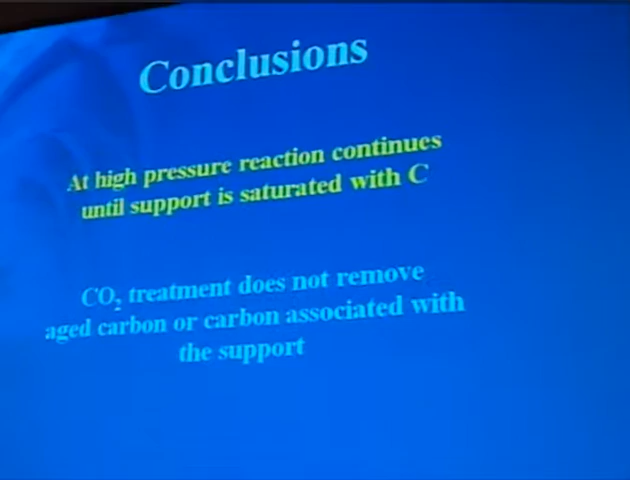 Conclusions
At high pressure reaction continues
until support is saturated with C
CO₂ treatment does not remove
aged carbon or carbon associated with
the support